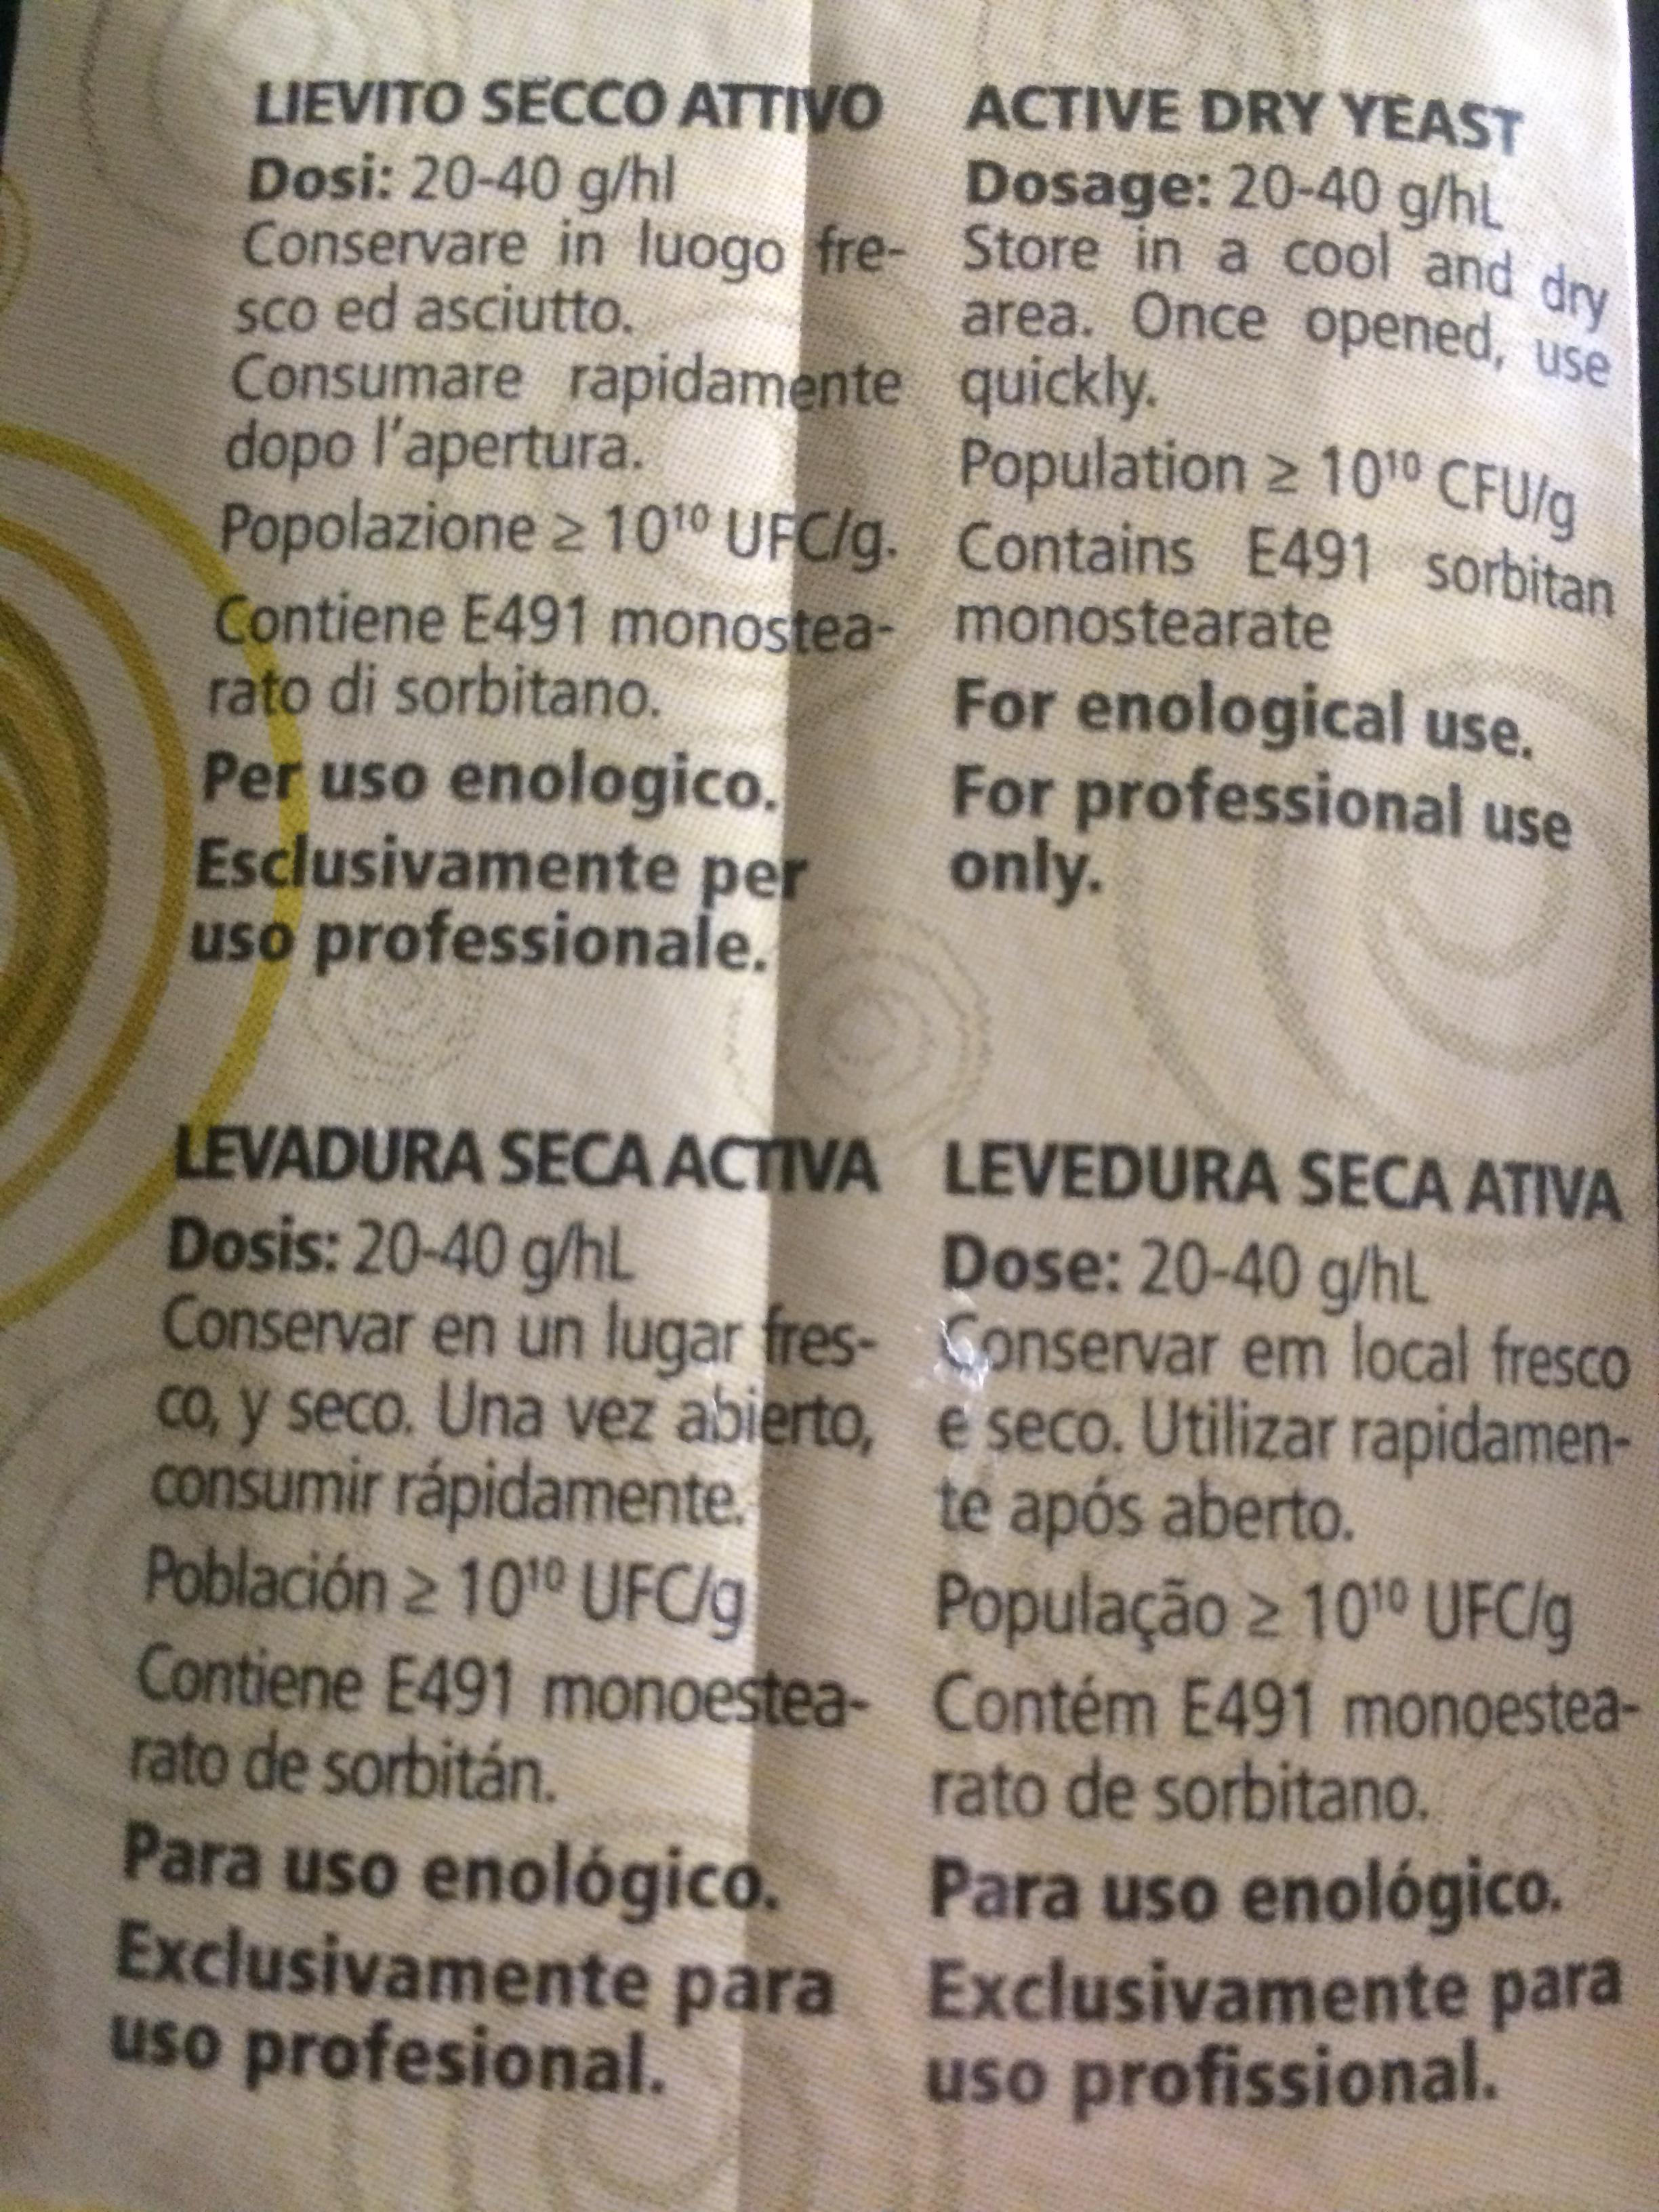 LIEVITO SECCO ATTIVO
Dosi: 20-40 g/hl
Conservare in luogo fre-
sco ed asciutto.
Consumare rapidamente
dopo l'apertura.
Popolazione ≥ 10¹⁰ UFC/g.
Contiene E491 monostea-
rato di sorbitano.
Per uso enologico.
Esclusivamente per
uso professionale.
ACTIVE DRY YEAST
Dosage: 20-40 g/hL
Store in a cool and dry
area. Once opened, use
quickly.
Population ≥ 10¹⁰ CFU/g
Contains E491 sorbitan
monostearate
For enological use.
For professional use
only.
LEVADURA SECA ACTIVA
Dosis: 20-40 g/hL
Conservar en un lugar fres-
co, y seco. Una vez abierto,
consumir rápidamente.
Población ≥ 10¹⁰ UFC/g
Contiene E491 monoestea-
rato de sorbitán.
Para uso enológico.
Exclusivamente para
uso profesional.
LEVEDURA SECA ATIVA
Dose: 20-40 g/hL
Conservar em local fresco
e seco. Utilizar rapidamen-
te após aberto.
População ≥ 10¹⁰ UFC/g
Contém E491 monoestea-
rato de sorbitano.
Para uso enológico.
Exclusivamente para
uso profissional.